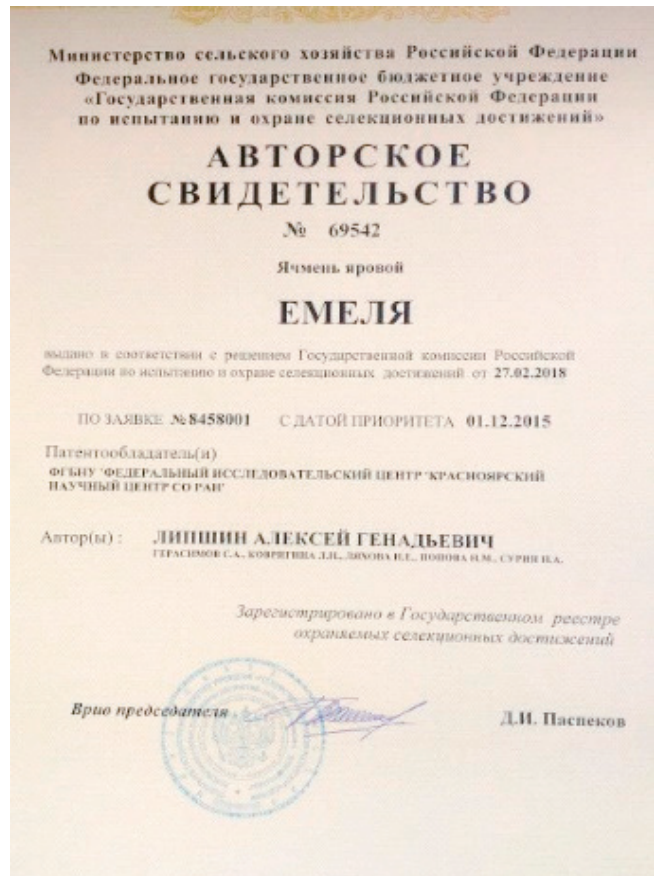 Министерство сельского хозяйства Российской Федерации
Федеральное государственное бюджетное учреждение
«Государственная комиссия Российской Федерации
по испытанию и охране селекционных достижений»
АВТОРСКОЕ
СВИДЕТЕЛЬСТВО
№ 69542
Ячмень яровой
ЕМЕЛЯ
выдано в соответствии с решением Государственной комиссии Российской
Федерации по испытанию и охране селекционных достижений от 27.02.2018
ПО ЗАЯВКЕ №8458001 С ДАТОЙ ПРИОРИТЕТА 01.12.2015
Патентообладатель(и)
ФГБНУ 'ФЕДЕРАЛЬНЫЙ ИССЛЕДОВАТЕЛЬСКИЙ ЦЕНТР 'КРАСНОЯРСКИЙ
НАУЧНЫЙ ЦЕНТР СО РАН'
Автор(ы) : ЛИПШИН АЛЕКСЕЙ ГЕНАДЬЕВИЧ
ГЕРАСИМОВ С.А., КОВРИГИНА Л.Н., ЛЯХОВА Н.Е., ПОПОВА Н.М., СУРИН Н.А.
Зарегистрировано в Государственном реестре
охраняемых селекционных достижений
Врио председателя Д.И. Паспеков